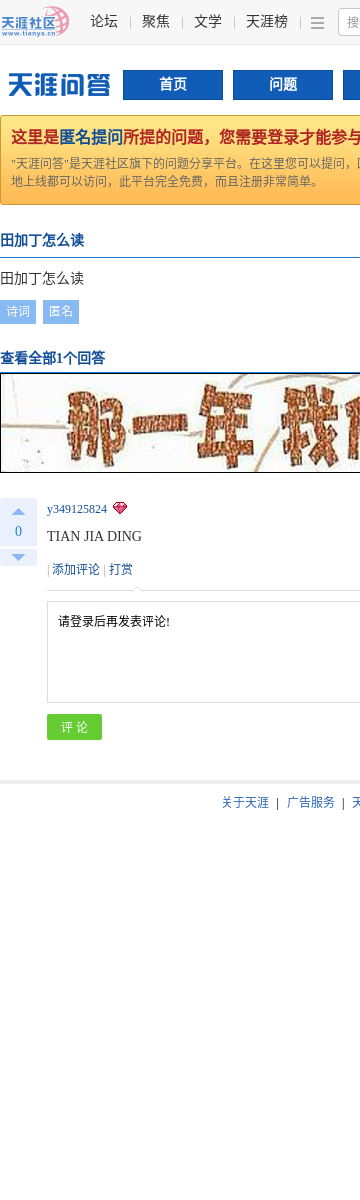 天涯社区
www.tianya.cn
论坛 | 聚焦 | 文学 | 天涯榜 |
搜
天涯问答 首页 问题
这里是匿名提问所提的问题，您需要登录才能参与
"天涯问答"是天涯社区旗下的问题分享平台。在这里您可以提问，
地上线都可以访问，此平台完全免费，而且注册非常简单。
田加丁怎么读
田加丁怎么读
诗词 匿名
查看全部1个回答
那一年 我
y349125824
0
TIAN JIA DING
| 添加评论 | 打赏
请登录后再发表评论!
评 论
关于天涯 | 广告服务 | 天